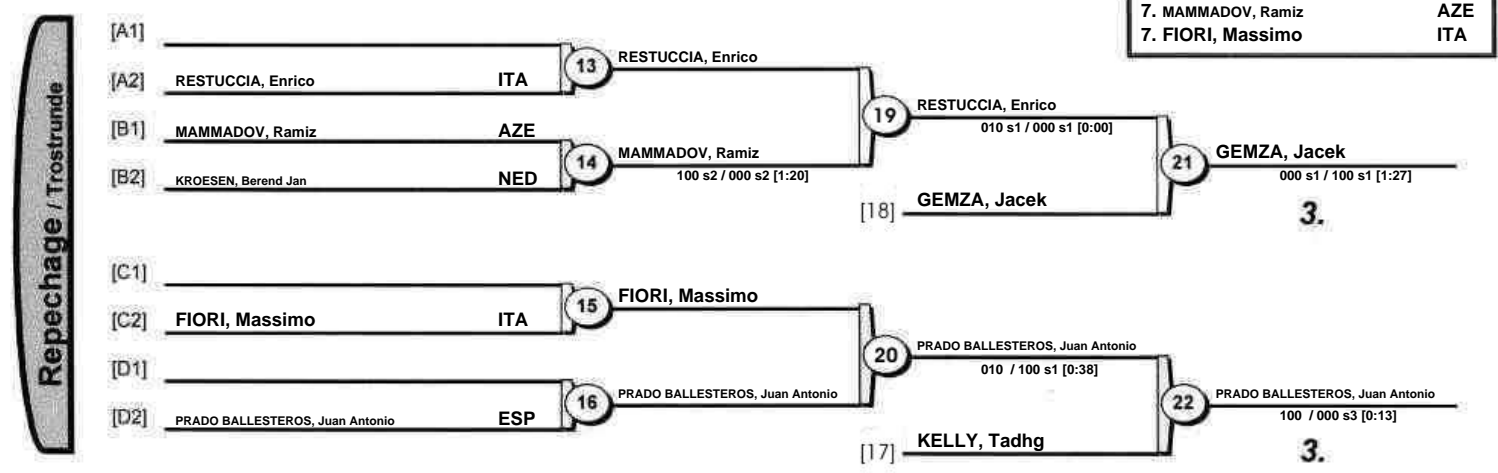 7. MAMMADOV, Ramiz AZE
7. FIORI, Massimo ITA
Repechage / Trostrunde
[A1]
[A2] RESTUCCIA, Enrico ITA
13 RESTUCCIA, Enrico
[B1] MAMMADOV, Ramiz AZE
[B2] KROESEN, Berend Jan NED
14 MAMMADOV, Ramiz
100 s2 / 000 s2 [1:20]
19 RESTUCCIA, Enrico
010 s1 / 000 s1 [0:00]
[18] GEMZA, Jacek
21 GEMZA, Jacek
000 s1 / 100 s1 [1:27]
3.
[C1]
[C2] FIORI, Massimo ITA
15 FIORI, Massimo
[D1]
[D2] PRADO BALLESTEROS, Juan Antonio ESP
16 PRADO BALLESTEROS, Juan Antonio
20 PRADO BALLESTEROS, Juan Antonio
010 / 100 s1 [0:38]
[17] KELLY, Tadhg
22 PRADO BALLESTEROS, Juan Antonio
100 / 000 s3 [0:13]
3.